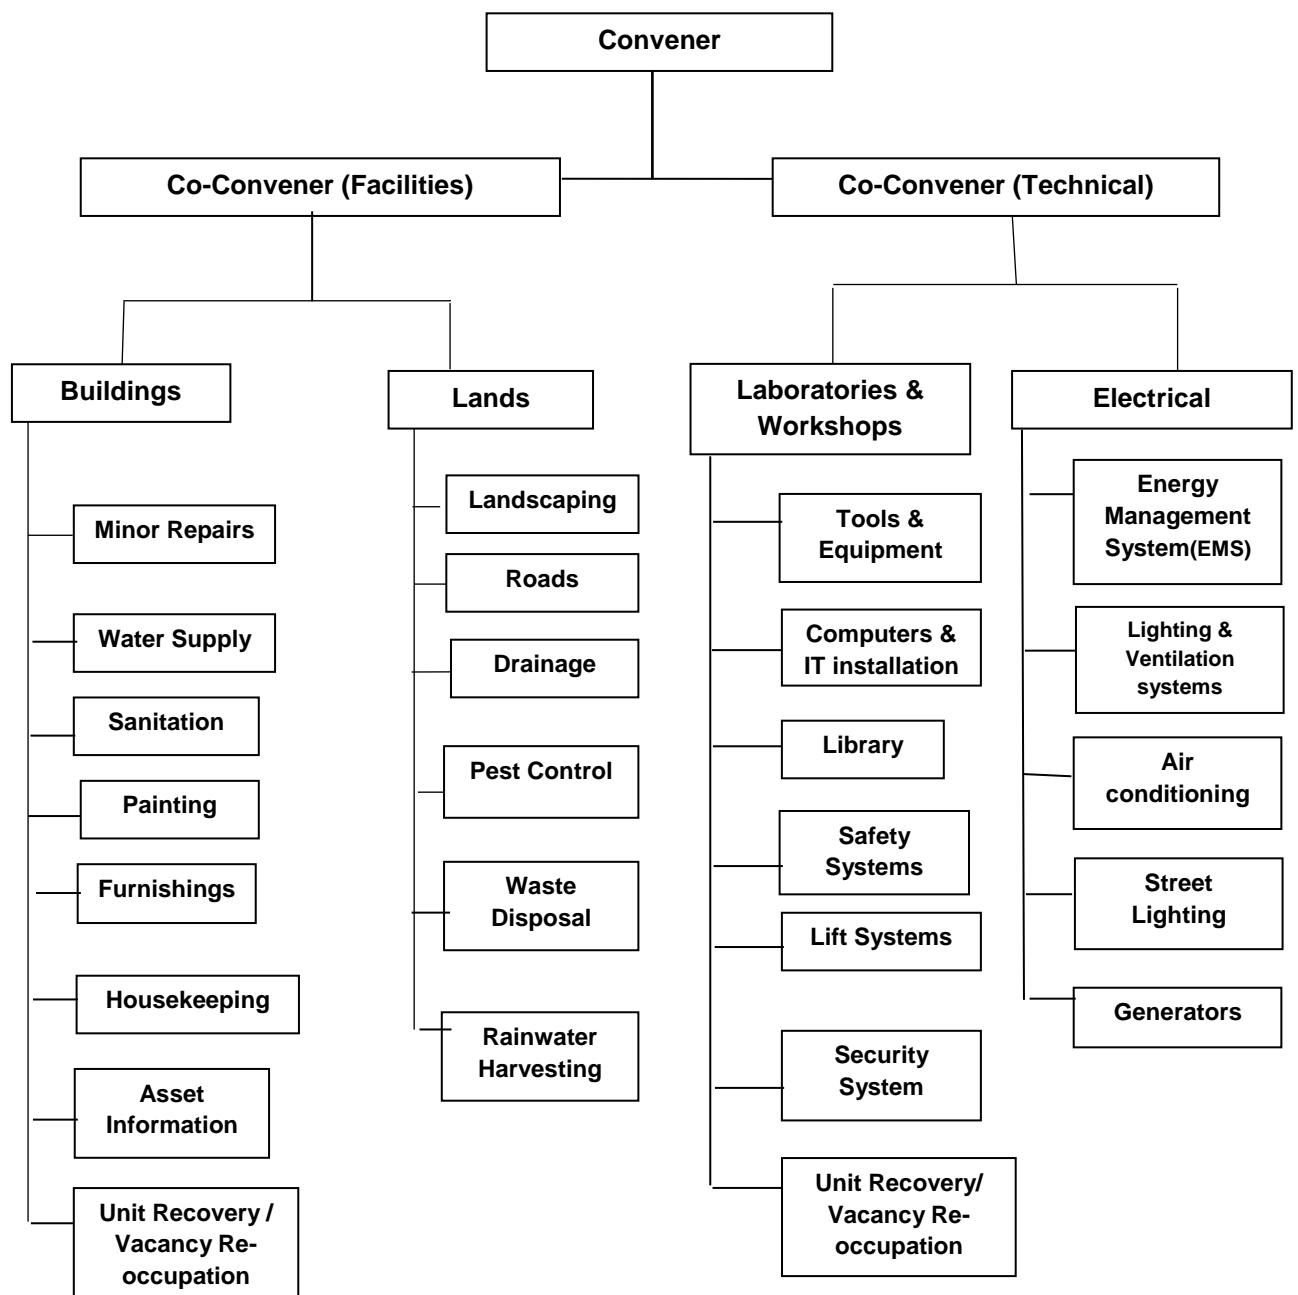 Convener
Co-Convener (Facilities)
Co-Convener (Technical)
Buildings
Minor Repairs
Water Supply
Sanitation
Painting
Furnishings
Housekeeping
Asset
Information
Unit Recovery /
Vacancy Re-
occupation
Lands
Landscaping
Roads
Drainage
Pest Control
Waste
Disposal
Rainwater
Harvesting
Laboratories &
Workshops
Tools &
Equipment
Computers &
IT installation
Library
Safety
Systems
Lift Systems
Security
System
Unit Recovery/
Vacancy Re-
occupation
Electrical
Energy
Management
System(EMS)
Lighting &
Ventilation
systems
Air
conditioning
Street
Lighting
Generators